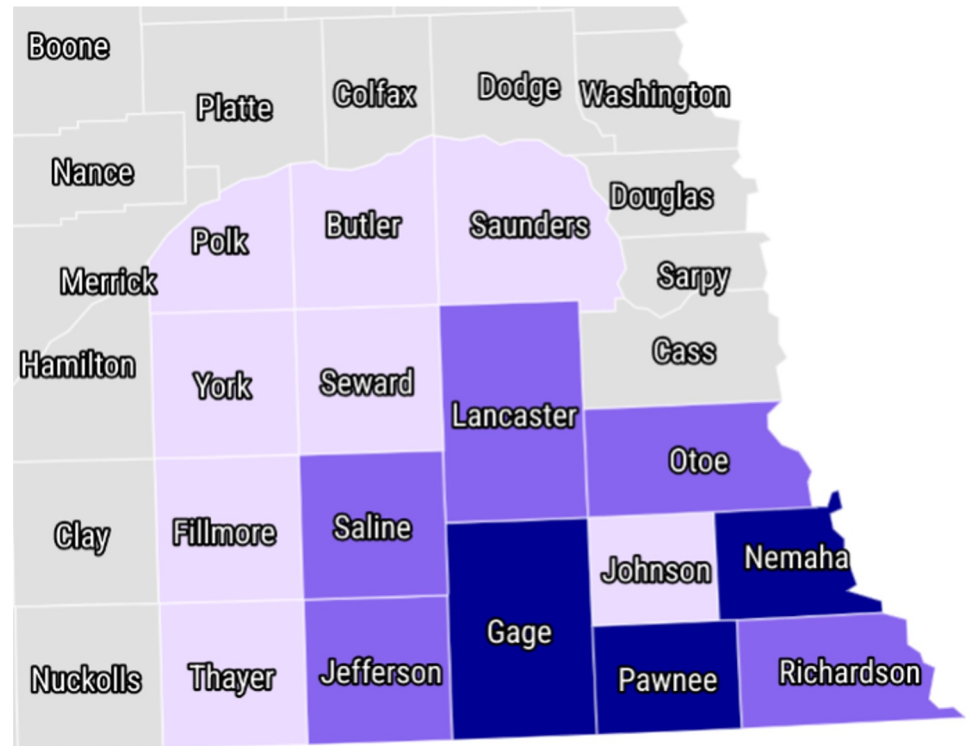 Boone
Platte
Colfax
Dodge
Washington
Nance
Douglas
Polk
Butler
Saunders
Merrick
Sarpy
Hamilton
York
Seward
Cass
Lancaster
Otoe
Clay
Fillmore
Saline
Johnson
Nemaha
Gage
Nuckolls
Thayer
Jefferson
Pawnee
Richardson